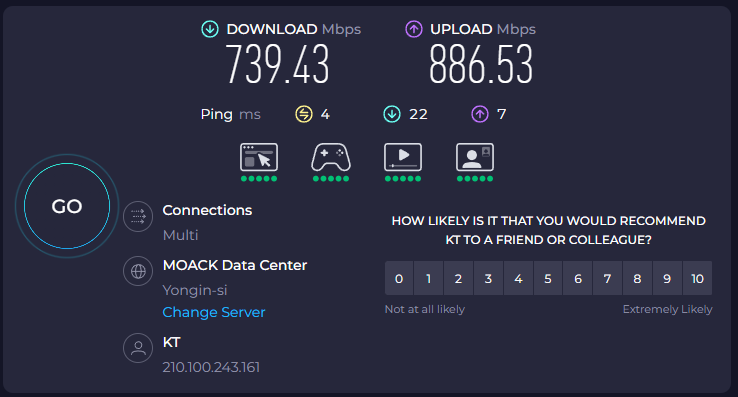 DOWNLOAD Mbps
739.43
UPLOAD Mbps
886.53
Ping ms 4 22 7
GO
Connections
Multi
MOACK Data Center
Yongin-si
Change Server
KT
210.100.243.161
HOW LIKELY IS IT THAT YOU WOULD RECOMMEND
KT TO A FRIEND OR COLLEAGUE?
0 1 2 3 4 5 6 7 8 9 10
Not at all likely Extremely Likely